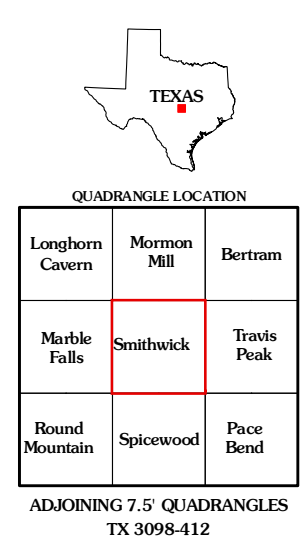 TEXAS
QUADRANGLE LOCATION
Longhorn
Cavern
Mormon
Mill
Bertram
Marble
Falls
Smithwick
Travis
Peak
Round
Mountain
Spicewood
Pace
Bend
ADJOINING 7.5' QUADRANGLES
TX 3098-412